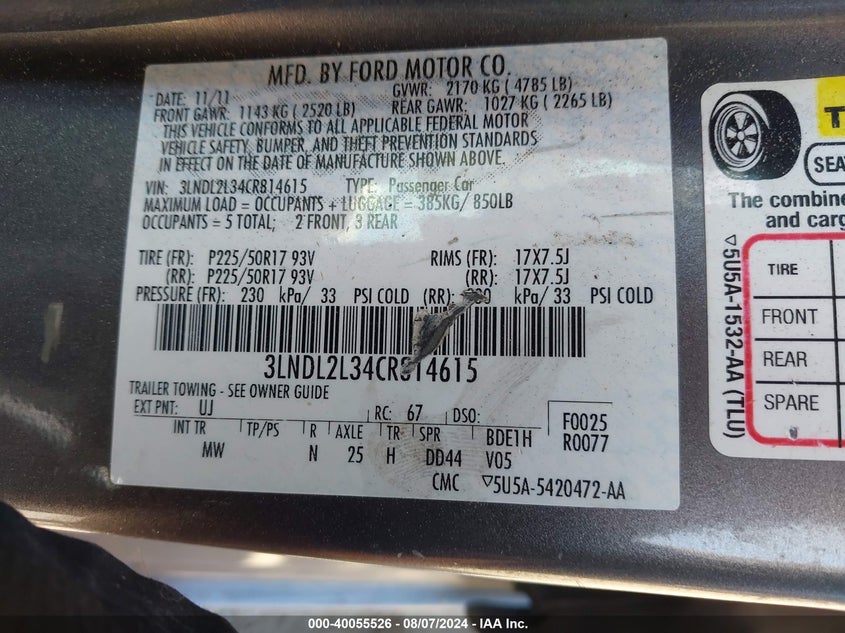 MFD. BY FORD MOTOR CO.
DATE: 11/11 GVWR: 2170 KG ( 4785 LB)
FRONT GAWR: 1143 KG ( 2520 LB) REAR GAWR: 1027 KG ( 2265 LB)
THIS VEHICLE CONFORMS TO ALL APPLICABLE FEDERAL MOTOR
VEHICLE SAFETY, BUMPER, AND THEFT PREVENTION STANDARDS
IN EFFECT ON THE DATE OF MANUFACTURE SHOWN ABOVE.
VIN: 3LNDL2L34CR814615 TYPE: Passenger Car
MAXIMUM LOAD = OCCUPANTS + LUGGAGE = 385KG/ 850LB
OCCUPANTS = 5 TOTAL; 2 FRONT, 3 REAR
TIRE (FR): P225/50R17 93V RIMS (FR): 17X7.5J
(RR): P225/50R17 93V (RR): 17X7.5J
PRESSURE (FR): 230 kPa/ 33 PSI COLD (RR): kPa/ 33 PSI COLD
3LNDL2L34CR814615
TRAILER TOWING - SEE OWNER GUIDE
EXT PNT: UJ RC: 67 DSO: F0025
INT TR TP/PS R AXLE TR SPR BDE1H R0077
MW N 25 H DD44 V05
CMC ▽5U5A-5420472-AA
SEA
The combine
and carg
TIRE
FRONT
REAR
SPARE
▽5U5A-1532-AA (TLU)
000-40055526 - 08/07/2024 - IAA Inc.